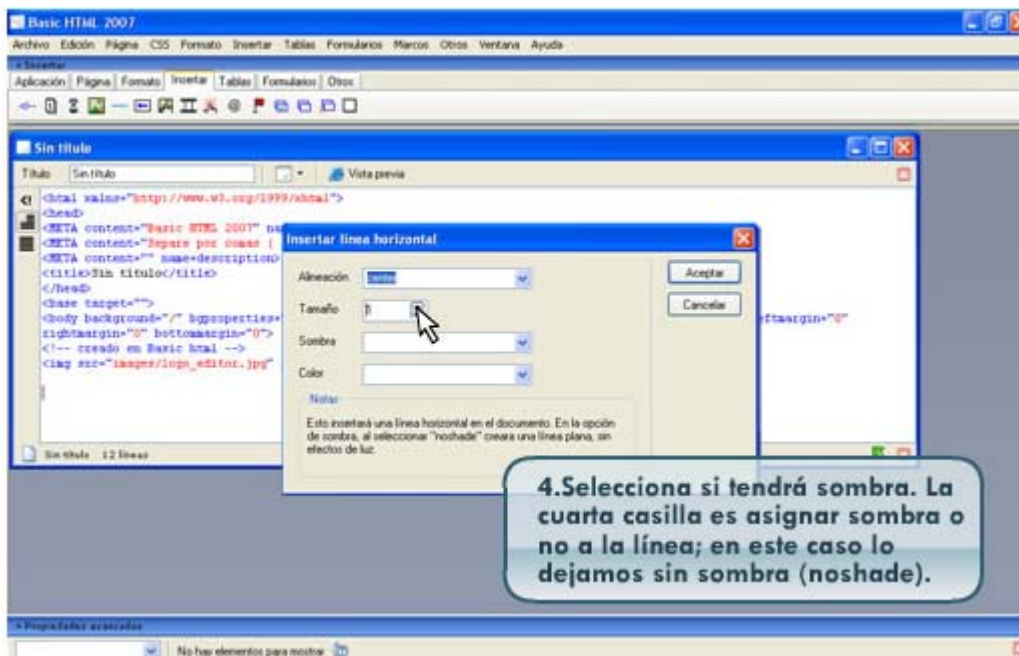 Basic HTML 2007
Archivo Edición Página CSS Formato Insertar Tablas Formularios Marcos Otros Ventana Ayuda
Insertar
Aplicación Página Formato Insertar Tablas Formularios Otros
Sin título
Título Sin título Vista previa
<html xmlns="http://www.w3.org/1999/xhtml">
<head>
<META content="Basic HTML 2007" na
<META content="Separe por comas (
<META content="" name=description>
<title>Sin titulo</title>
</head>
<base target="">
<body background="/" bgproperties="
eftmargin="0"
rightmargin="0" bottommargin="0">
<!-- creado en Basic html -->
<img src="images/logo_editor.jpg"
Sin título 12 líneas
Insertar línea horizontal
Alineación center Aceptar
Tamaño Cancelar
Sombra
Color
Notas
Esto insertará una línea horizontal en el documento. En la opción
de sombra, al seleccionar "noshade" creara una línea plana, sin
efectos de luz.
4.Selecciona si tendrá sombra. La
cuarta casilla es asignar sombra o
no a la línea; en este caso lo
dejamos sin sombra (noshade).
Propiedades avanzadas
No hay elementos para mostrar